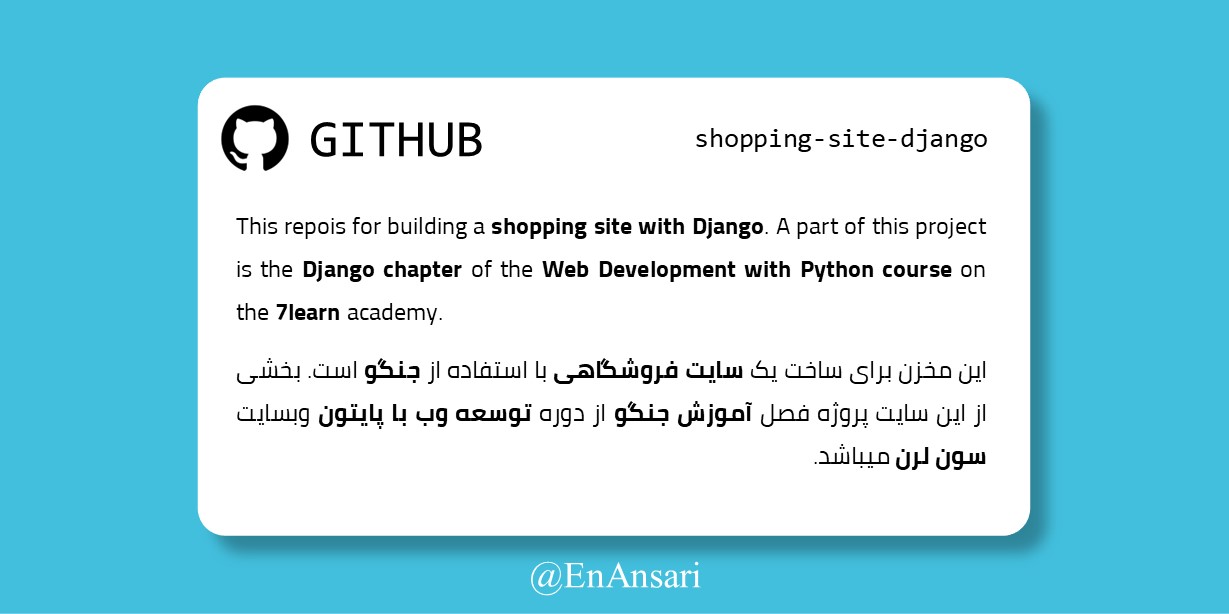 GITHUB
shopping-site-django
This repois for building a shopping site with Django. A part of this project
is the Django chapter of the Web Development with Python course on
the 7learn academy.
این مخزن برای ساخت یک سایت فروشگاهی با استفاده از جنگو است. بخشی
از این سایت پروژه فصل آموزش جنگو از دوره توسعه وب با پایتون وبسایت
سون لرن میباشد.
@EnAnsari